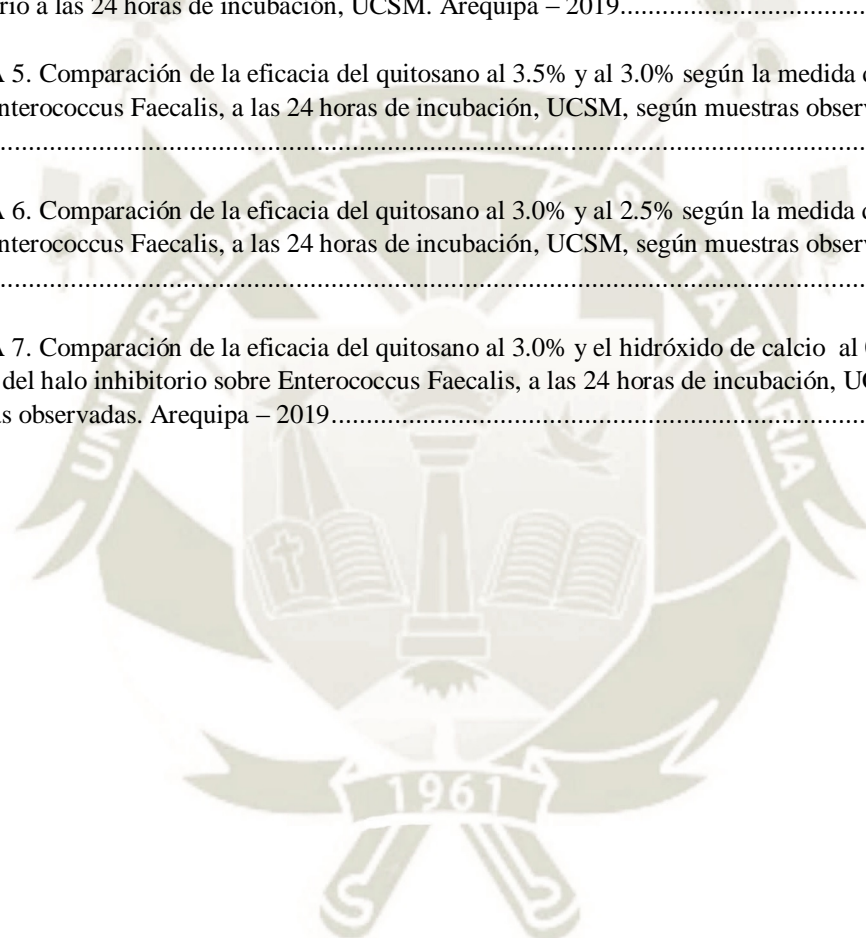 rio a las 24 horas de incubación, UCSM. Arequipa – 2019
A 5. Comparación de la eficacia del quitosano al 3.5% y al 3.0% según la medida
nterococcus Faecalis, a las 24 horas de incubación, UCSM, según muestras obser
A 6. Comparación de la eficacia del quitosano al 3.0% y al 2.5% según la medida
nterococcus Faecalis, a las 24 horas de incubación, UCSM, según muestras obser
A 7. Comparación de la eficacia del quitosano al 3.0% y el hidróxido de calcio al
del halo inhibitorio sobre Enterococcus Faecalis, a las 24 horas de incubación, U
s observadas. Arequipa – 2019
UNIVERSIDAD CATOLICA SANTA MARIA
1961